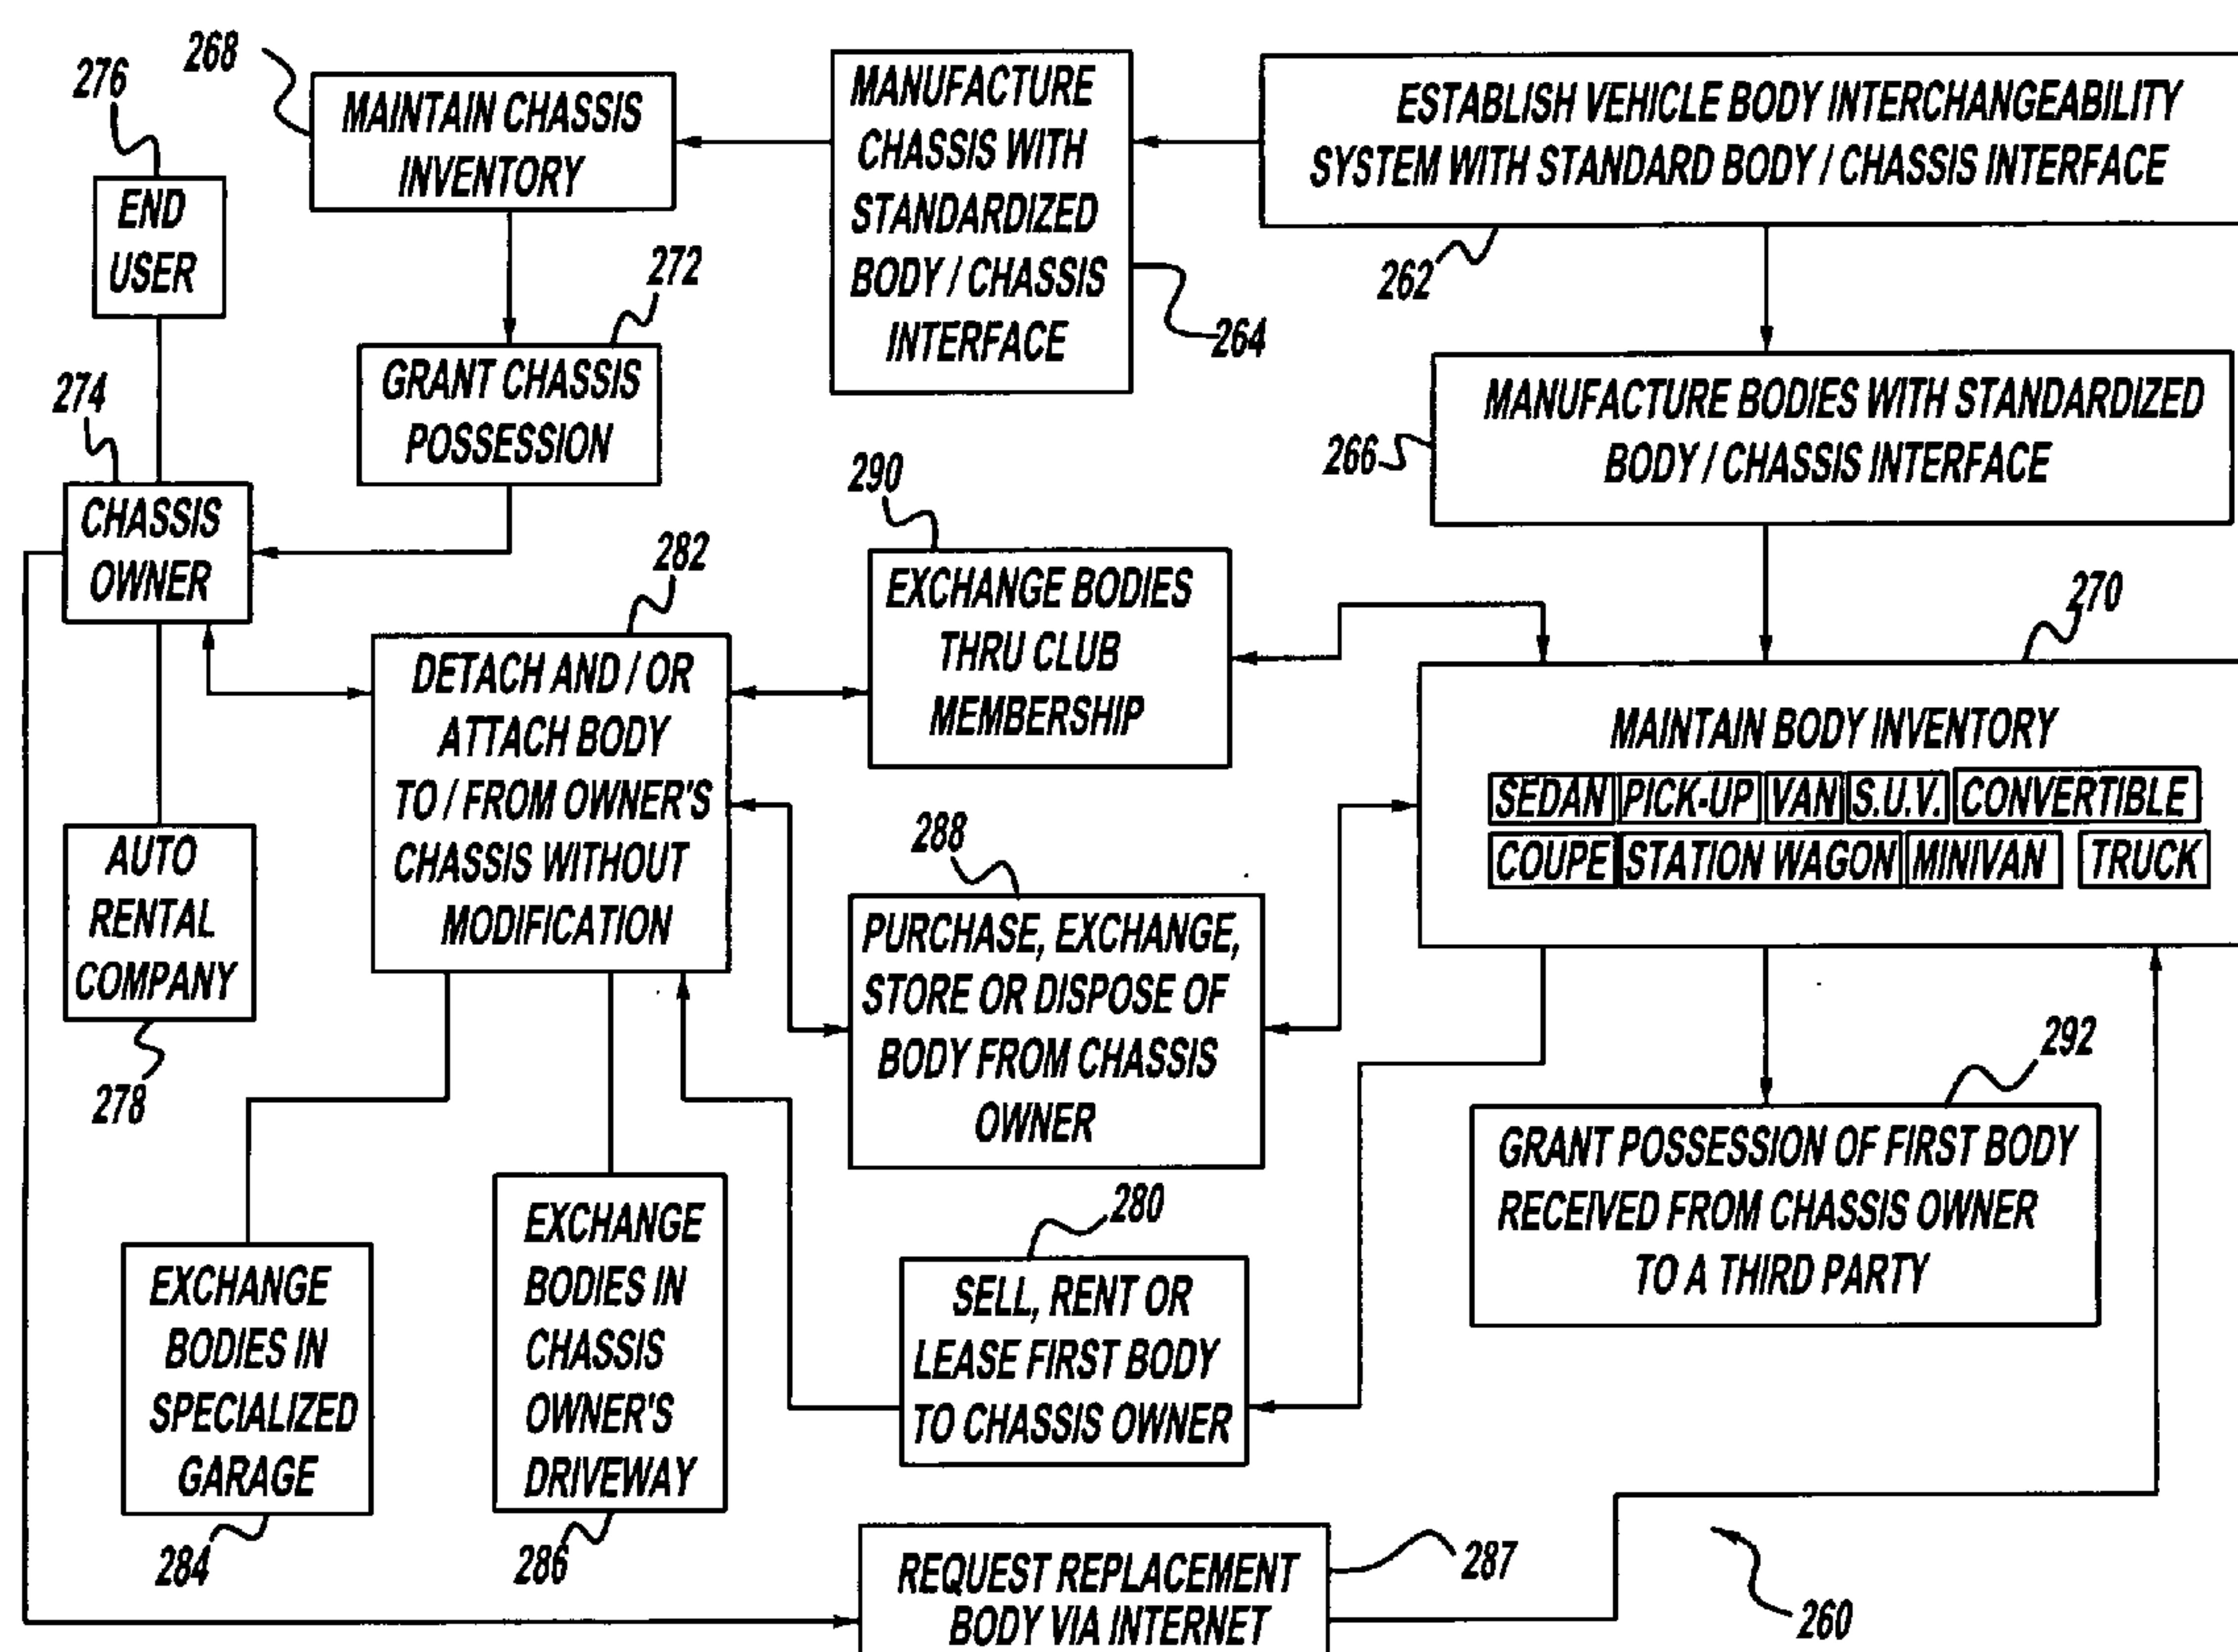 268
276
MAINTAIN CHASSIS
INVENTORY
MANUFACTURE
CHASSIS WITH
STANDARDIZED
BODY / CHASSIS
INTERFACE
264
ESTABLISH VEHICLE BODY INTERCHANGEABILITY
SYSTEM WITH STANDARD BODY / CHASSIS INTERFACE
262
END
USER
272
GRANT CHASSIS
POSSESSION
274
CHASSIS
OWNER
266
MANUFACTURE BODIES WITH STANDARDIZED
BODY / CHASSIS INTERFACE
290
EXCHANGE BODIES
THRU CLUB
MEMBERSHIP
282
DETACH AND / OR
ATTACH BODY
TO / FROM OWNER'S
CHASSIS WITHOUT
MODIFICATION
270
MAINTAIN BODY INVENTORY
SEDAN PICK-UP VAN S.U.V. CONVERTIBLE
COUPE STATION WAGON MINIVAN TRUCK
AUTO
RENTAL
COMPANY
278
288
PURCHASE, EXCHANGE,
STORE OR DISPOSE OF
BODY FROM CHASSIS
OWNER
292
GRANT POSSESSION OF FIRST BODY
RECEIVED FROM CHASSIS OWNER
TO A THIRD PARTY
280
SELL, RENT OR
LEASE FIRST BODY
TO CHASSIS OWNER
EXCHANGE
BODIES IN
SPECIALIZED
GARAGE
284
EXCHANGE
BODIES IN
CHASSIS
OWNER'S
DRIVEWAY
286
REQUEST REPLACEMENT
BODY VIA INTERNET
287
260